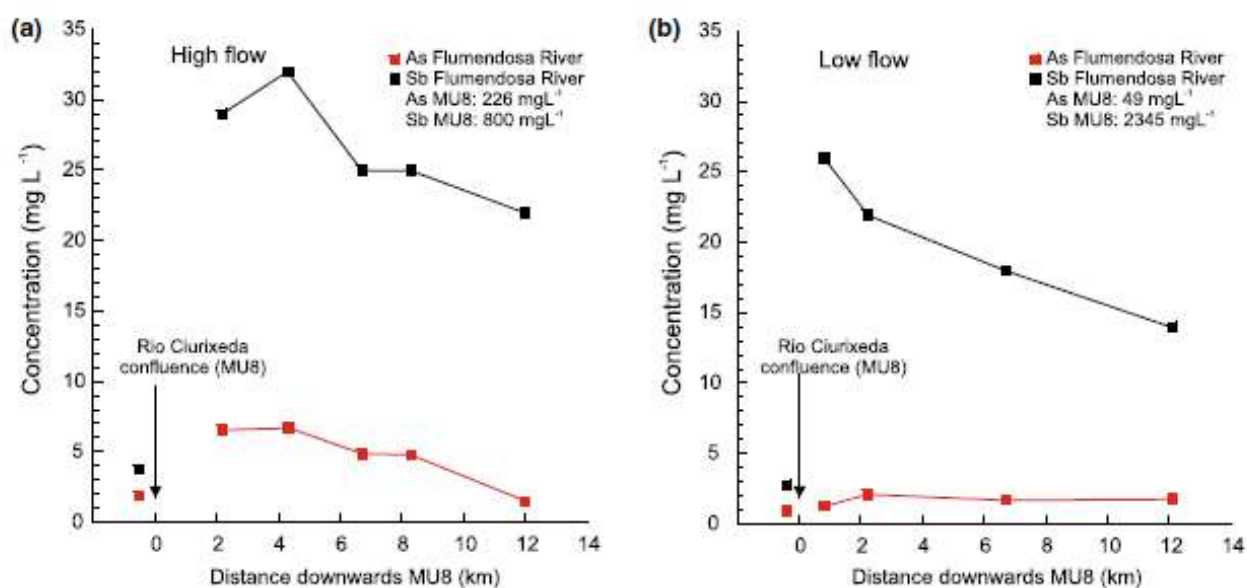 (a)
High flow
As Flumendosa River
Sb Flumendosa River
As MU8: 226 mgL⁻¹
Sb MU8: 800 mgL⁻¹
Rio Ciurixeda
confluence (MU8)
Concentration (mg L⁻¹)
35
30
25
20
15
10
5
0
0 2 4 6 8 10 12 14
Distance downwards MU8 (km)
(b)
Low flow
As Flumendosa River
Sb Flumendosa River
As MU8: 49 mgL⁻¹
Sb MU8: 2345 mgL⁻¹
Rio Ciurixeda
confluence (MU8)
Concentration (mg L⁻¹)
35
30
25
20
15
10
5
0
0 2 4 6 8 10 12 14
Distance downwards MU8 (km)